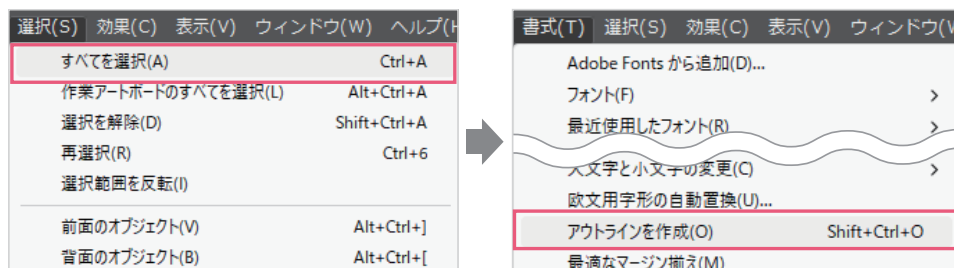 選択(S) 効果(C) 表示(V) ウィンドウ(W) ヘルプ(H
すべてを選択(A) Ctrl+A
作業アートボードのすべてを選択(L) Alt+Ctrl+A
選択を解除(D) Shift+Ctrl+A
再選択(R) Ctrl+6
選択範囲を反転(I)
前面のオブジェクト(V) Alt+Ctrl+]
背面のオブジェクト(B) Alt+Ctrl+[
書式(T) 選択(S) 効果(C) 表示(V) ウィンドウ(W
Adobe Fonts から追加(D)...
フォント(F) >
最近使用したフォント(R) >
大文字と小文字の変更(C) >
欧文用字形の自動置換(U)...
アウトラインを作成(O) Shift+Ctrl+O
最適なマージン揃え(M)